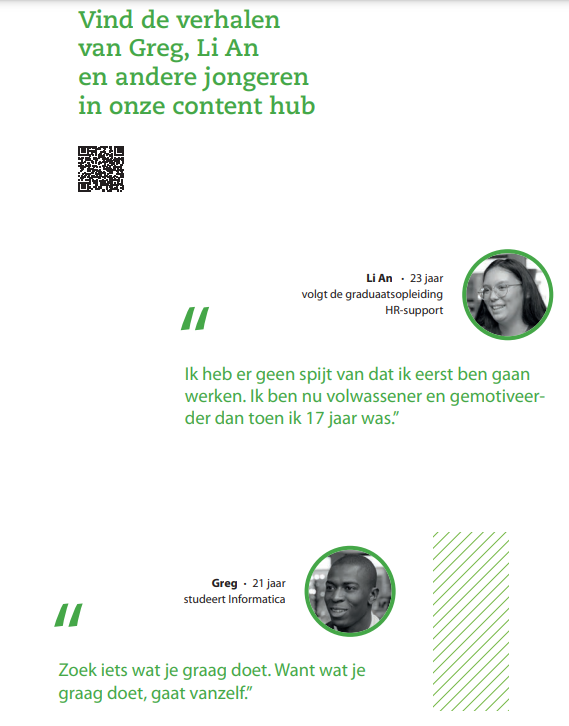 Vind de verhalen
van Greg, Li An
en andere jongeren
in onze content hub
Li An · 23 jaar
volgt de graduaatsopleiding
HR-support
“
Ik heb er geen spijt van dat ik eerst ben gaan
werken. Ik ben nu volwassener en gemotiveer-
der dan toen ik 17 jaar was.”
Greg · 21 jaar
studeert Informatica
“
Zoek iets wat je graag doet. Want wat je
graag doet, gaat vanzelf.”